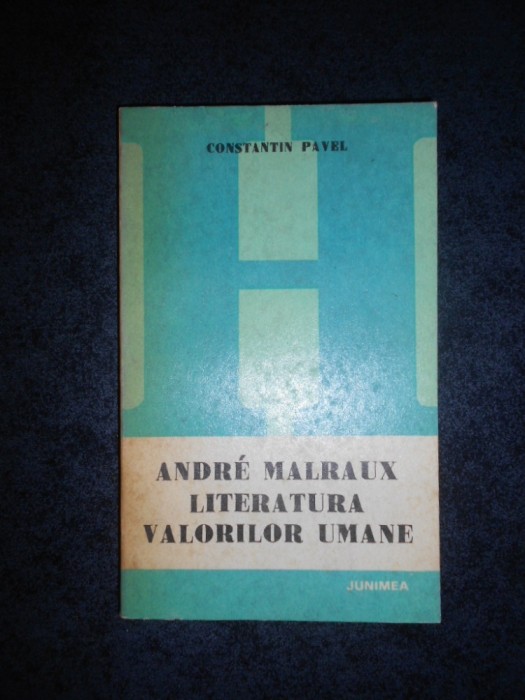 CONSTANTIN PAVEL
ANDRÉ MALRAUX
LITERATURA
VALORILOR UMANE
JUNIMEA